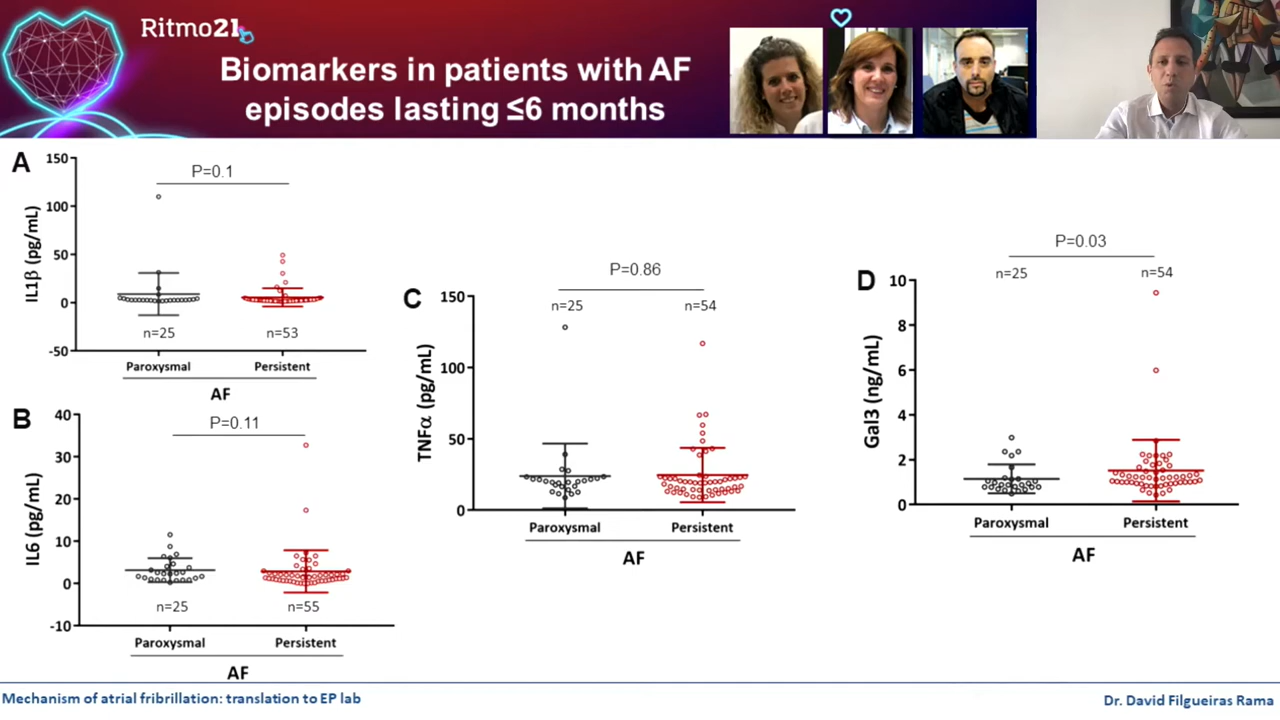 Ritmo21
Biomarkers in patients with AF
episodes lasting ≤6 months
A
150
100
50
0
-50
IL1β (pg/mL)
P=0.1
n=25
n=53
Paroxysmal
Persistent
AF
B
40
30
20
10
0
-10
IL6 (pg/mL)
P=0.11
n=25
n=55
Paroxysmal
Persistent
AF
C
150
100
50
0
TNFα (pg/mL)
P=0.86
n=25
n=54
Paroxysmal
Persistent
AF
D
10
8
6
4
2
0
Gal3 (ng/mL)
P=0.03
n=25
n=54
Paroxysmal
Persistent
AF
Mechanism of atrial fribrillation: translation to EP lab
Dr. David Filgueiras Rama